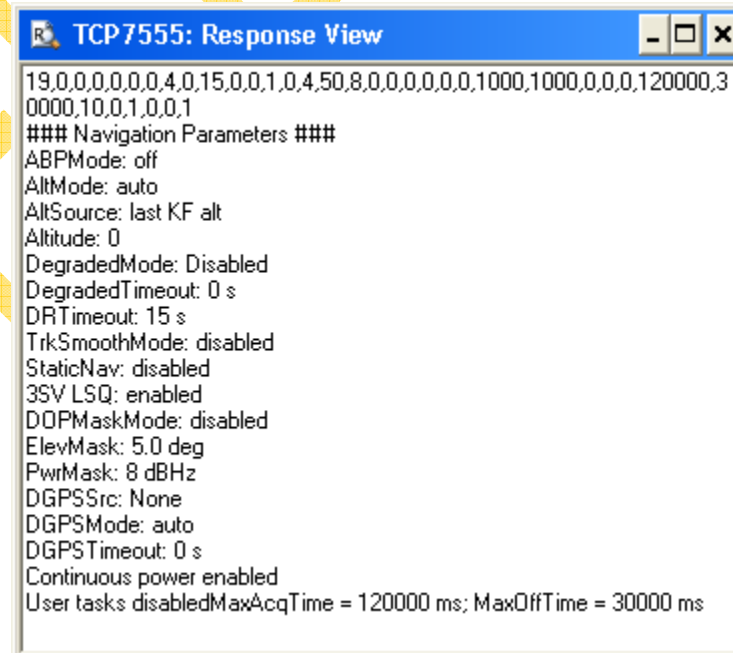 TCP7555: Response View
19,0,0,0,0,0,0,4,0,15,0,0,1,0,4,50,8,0,0,0,0,0,0,1000,1000,0,0,0,120000,3
0000,10,0,1,0,0,1
### Navigation Parameters ###
ABPMode: off
AltMode: auto
AltSource: last KF alt
Altitude: 0
DegradedMode: Disabled
DegradedTimeout: 0 s
DRTimeout: 15 s
TrkSmoothMode: disabled
StaticNav: disabled
3SV LSQ: enabled
DOPMaskMode: disabled
ElevMask: 5.0 deg
PwrMask: 8 dBHz
DGPSSrc: None
DGPSMode: auto
DGPSTimeout: 0 s
Continuous power enabled
User tasks disabledMaxAcqTime = 120000 ms; MaxOffTime = 30000 ms